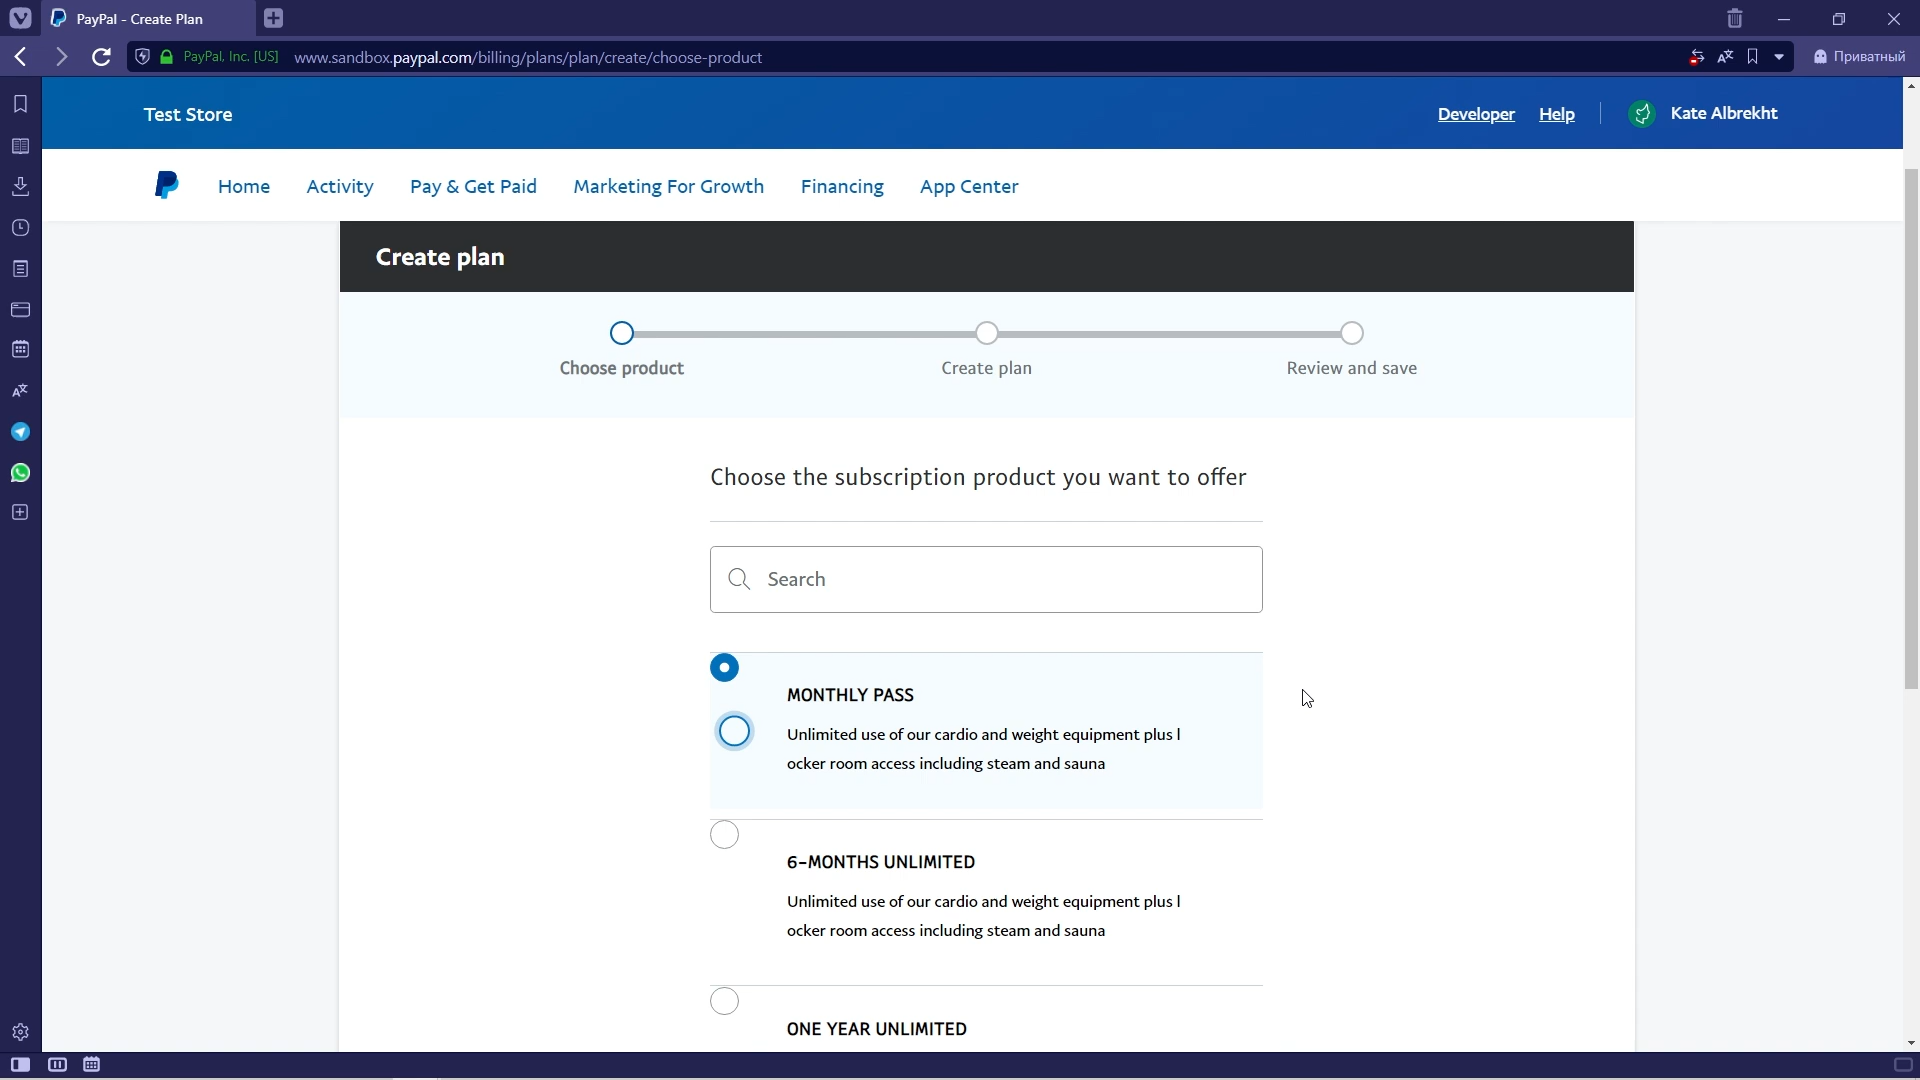 PayPal - Create Plan
PayPal, Inc. [US] www.sandbox.paypal.com/billing/plans/plan/create/choose-product
Приватный
Test Store
Developer Help Kate Albrekht
Home Activity Pay & Get Paid Marketing For Growth Financing App Center
Create plan
Choose product Create plan Review and save
Choose the subscription product you want to offer
Search
MONTHLY PASS
Unlimited use of our cardio and weight equipment plus l
ocker room access including steam and sauna
6-MONTHS UNLIMITED
Unlimited use of our cardio and weight equipment plus l
ocker room access including steam and sauna
ONE YEAR UNLIMITED